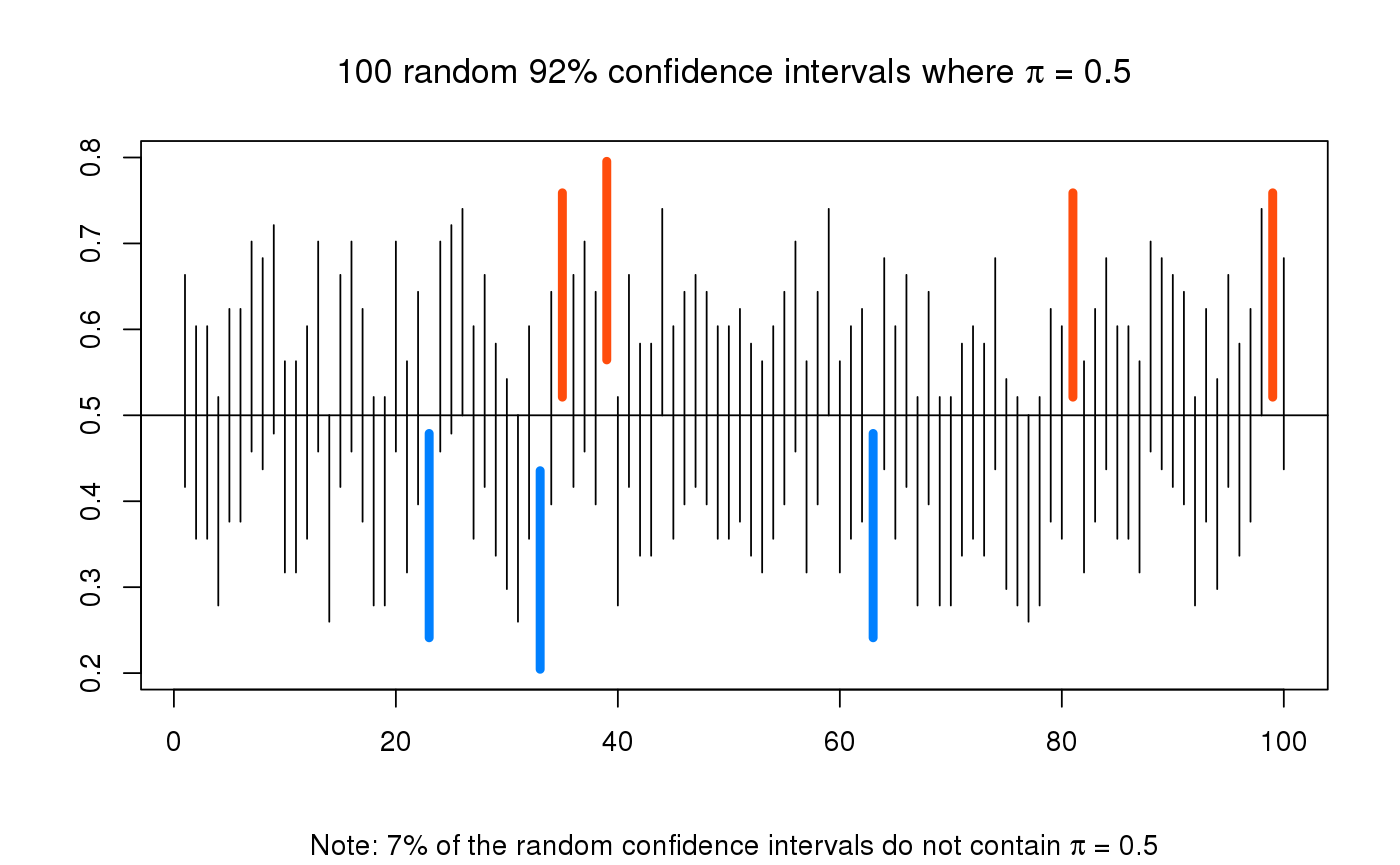 100 random 92% confidence intervals where π = 0.5
0.8
0.7
0.6
0.5
0.4
0.3
0.2
0 20 40 60 80 100
Note: 7% of the random confidence intervals do not contain π = 0.5